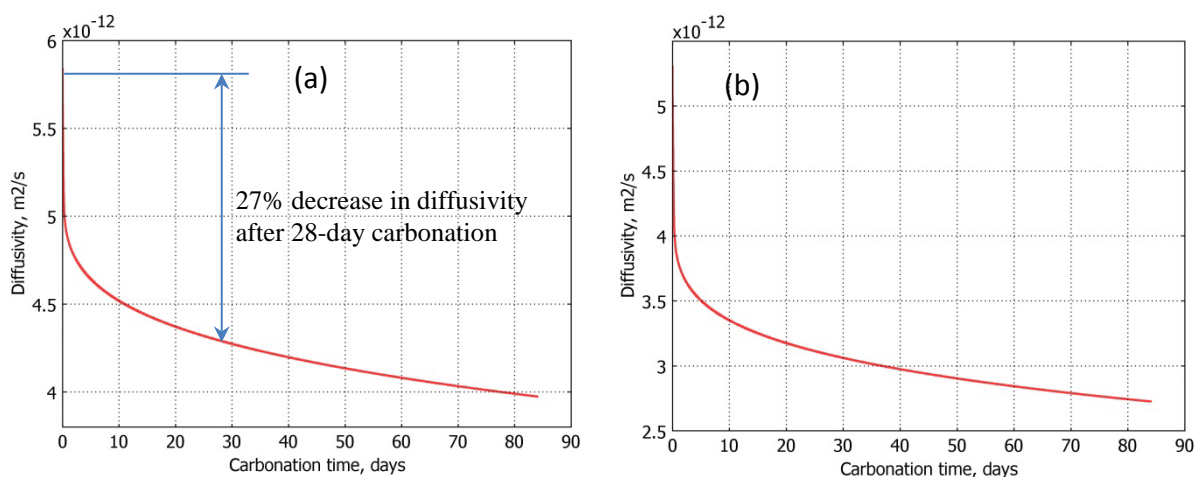 x10-12
6
5.5
5
4.5
4
Diffusivity, m2/s
(a)
27% decrease in diffusivity
after 28-day carbonation
0 10 20 30 40 50 60 70 80 90
Carbonation time, days
x10-12
5
4.5
4
3.5
3
2.5
Diffusivity, m2/s
(b)
0 10 20 30 40 50 60 70 80 90
Carbonation time, days